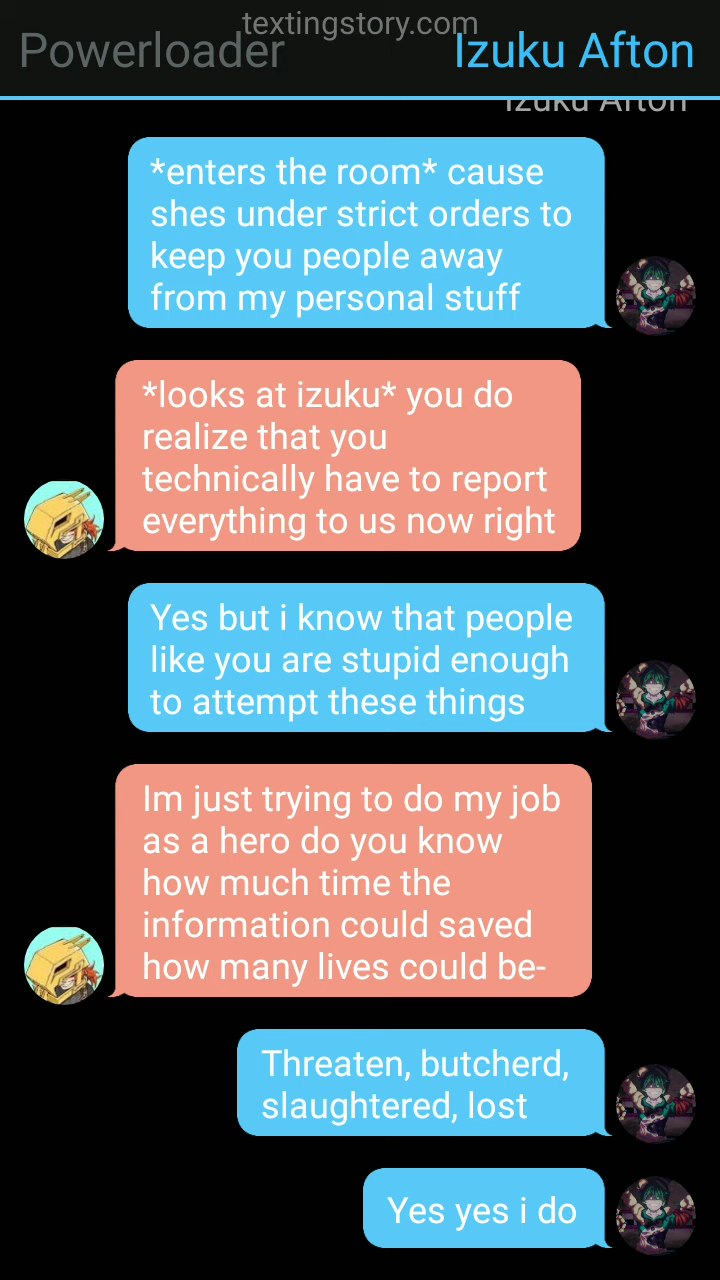 textingstory.com
Powerloader
Izuku Afton
Izuku Afton
*enters the room* cause
shes under strict orders to
keep you people away
from my personal stuff
*looks at izuku* you do
realize that you
technically have to report
everything to us now right
Yes but i know that people
like you are stupid enough
to attempt these things
Im just trying to do my job
as a hero do you know
how much time the
information could saved
how many lives could be-
Threaten, butcherd,
slaughtered, lost
Yes yes i do